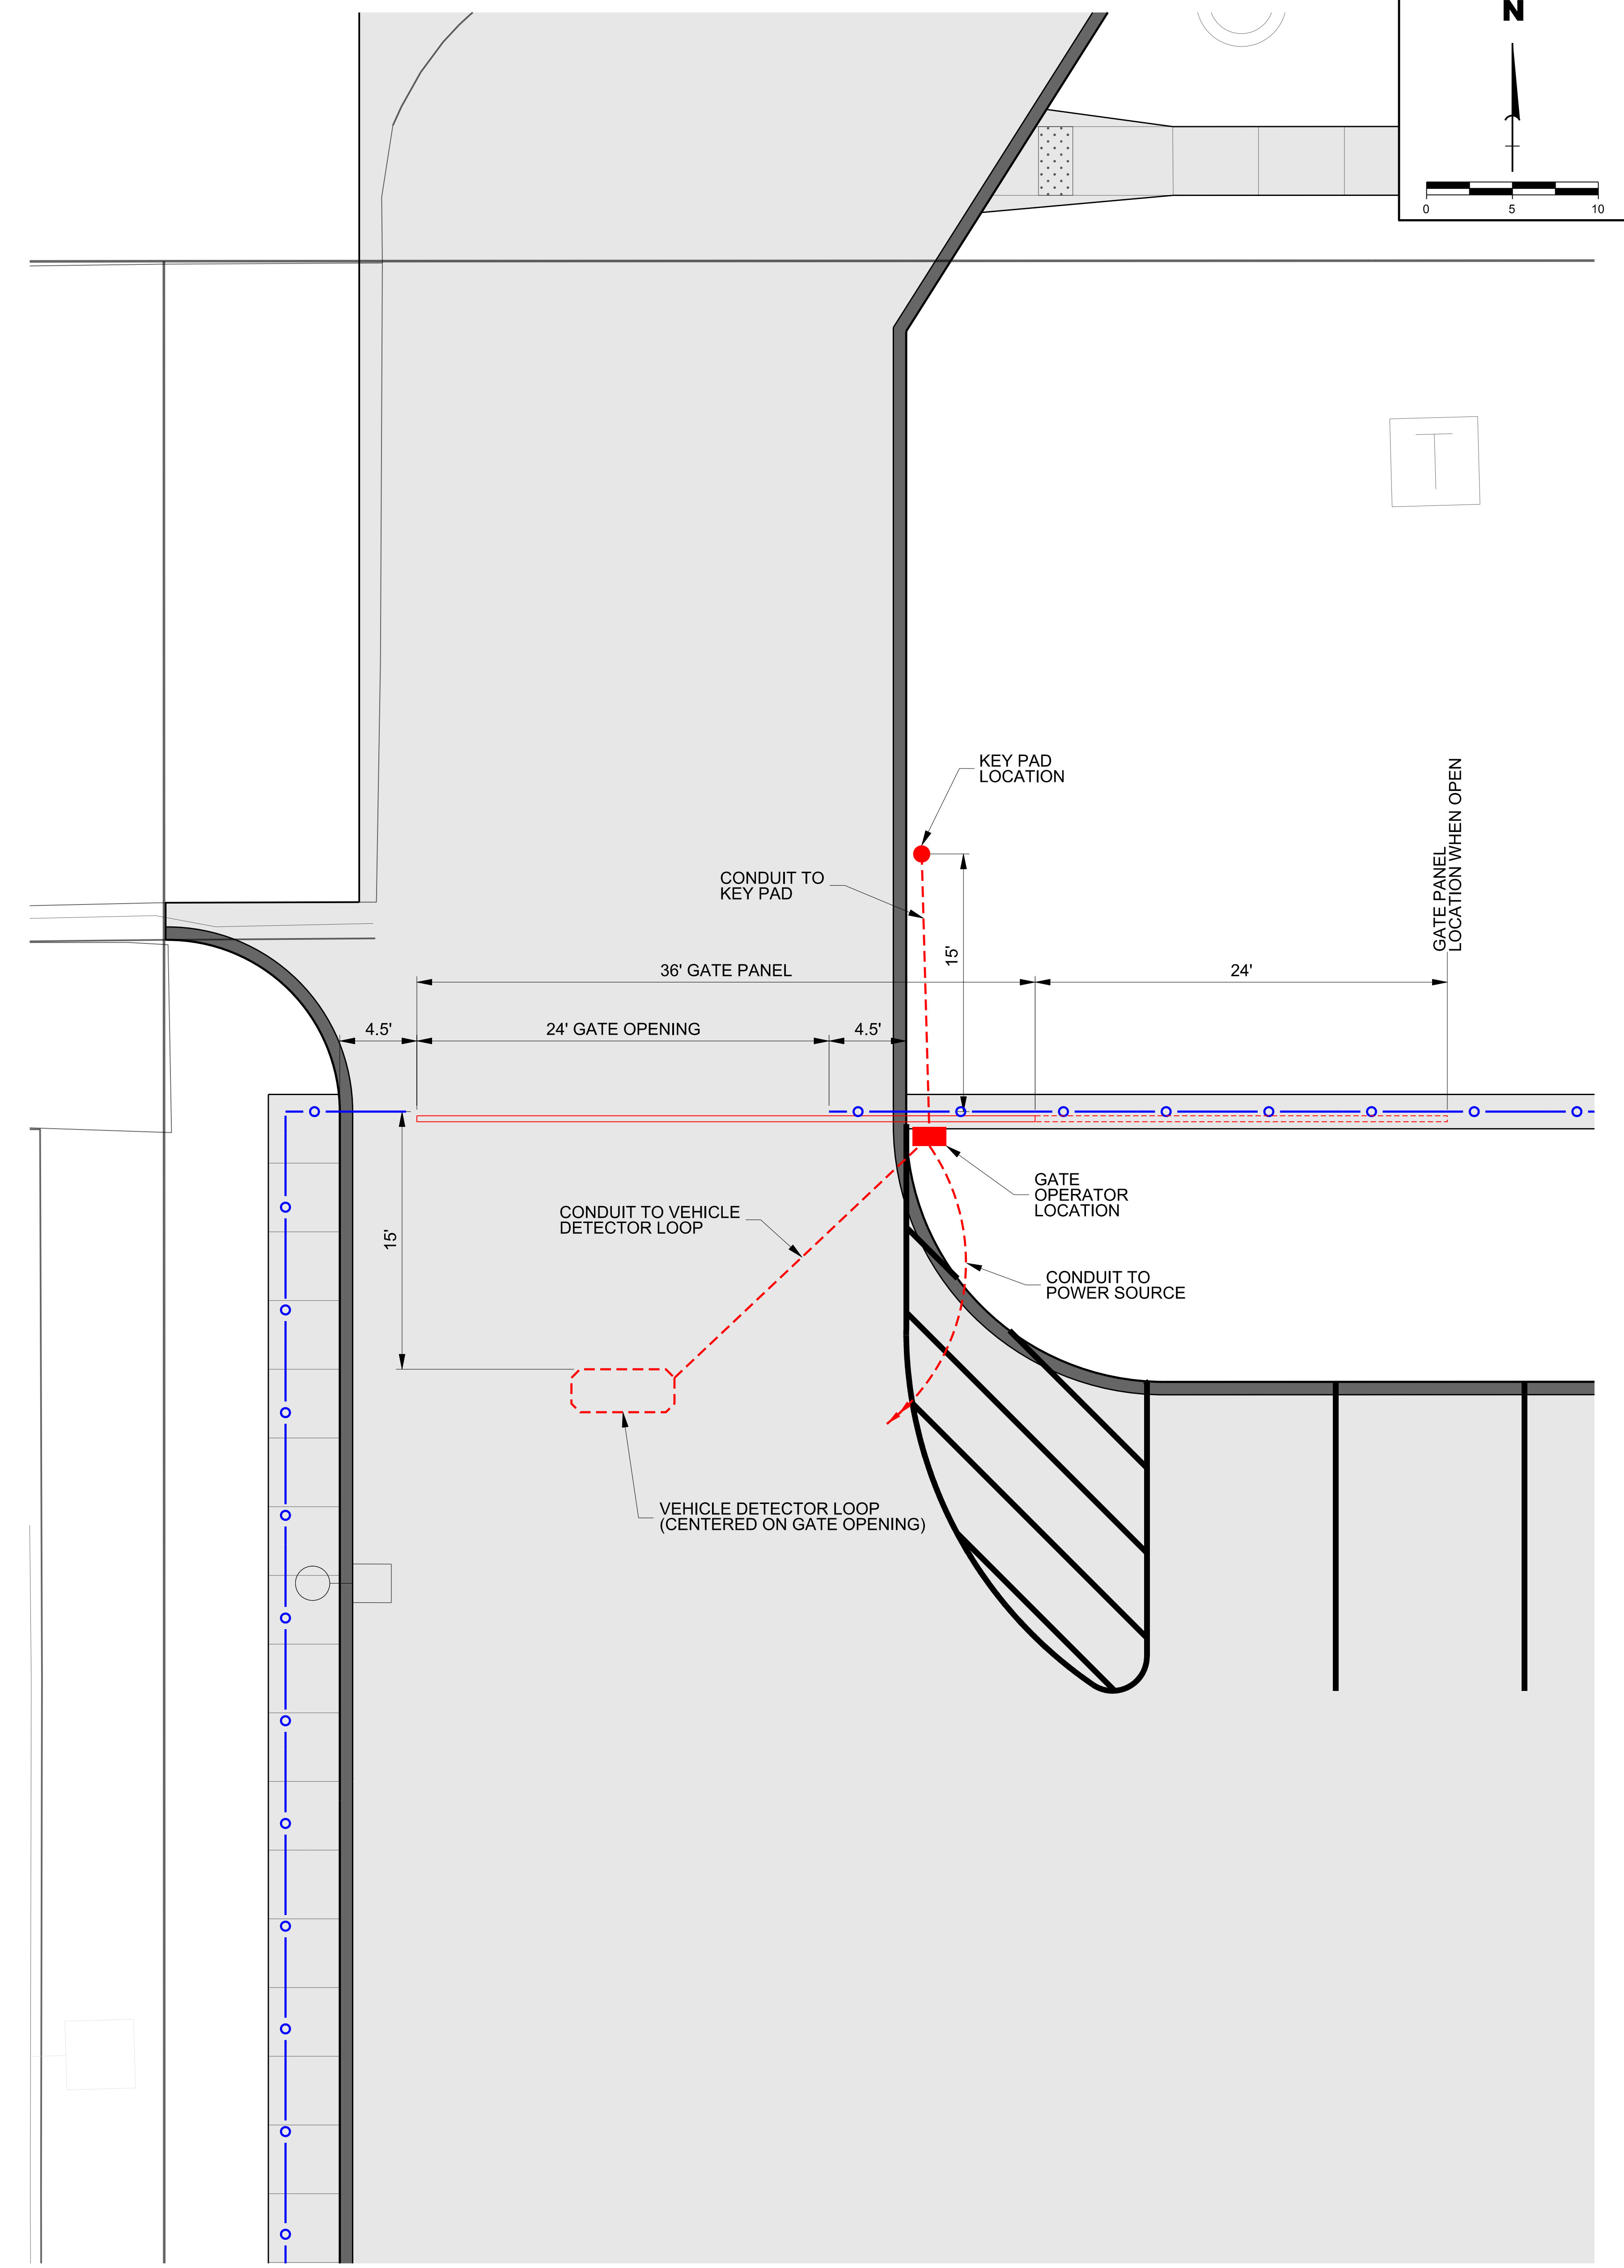 N
0 5 10
T
KEY PAD
LOCATION
GATE PANEL
LOCATION WHEN OPEN
CONDUIT TO
KEY PAD
15'
36' GATE PANEL
24'
4.5'
24' GATE OPENING
4.5'
GATE
OPERATOR
LOCATION
CONDUIT TO VEHICLE
DETECTOR LOOP
15'
CONDUIT TO
POWER SOURCE
VEHICLE DETECTOR LOOP
(CENTERED ON GATE OPENING)